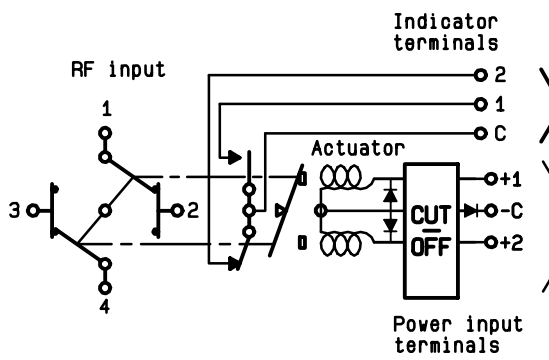 Indicator
terminals
RF input
2
1
1
C
Actuator
+1
3
2
CUT
-C
OFF
+2
4
Power input
terminals